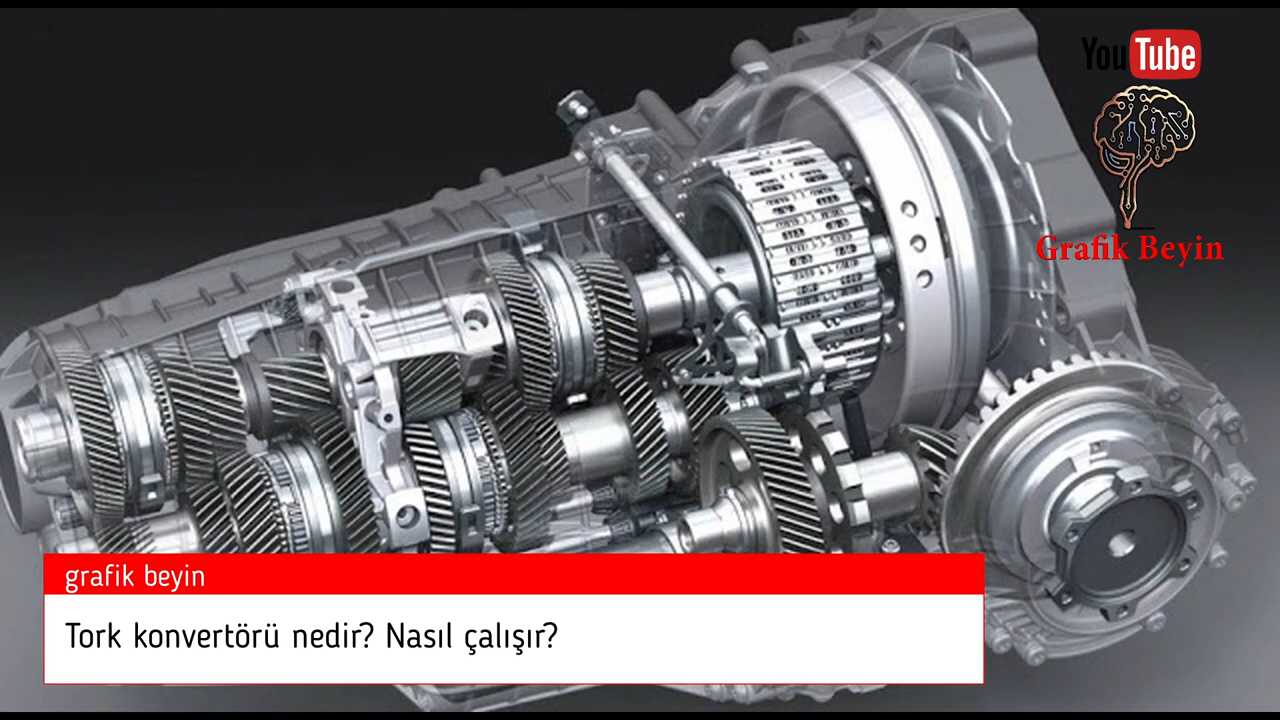 YouTube
Grafik Beyin
grafik beyin
Tork konvertörü nedir? Nasıl çalışır?